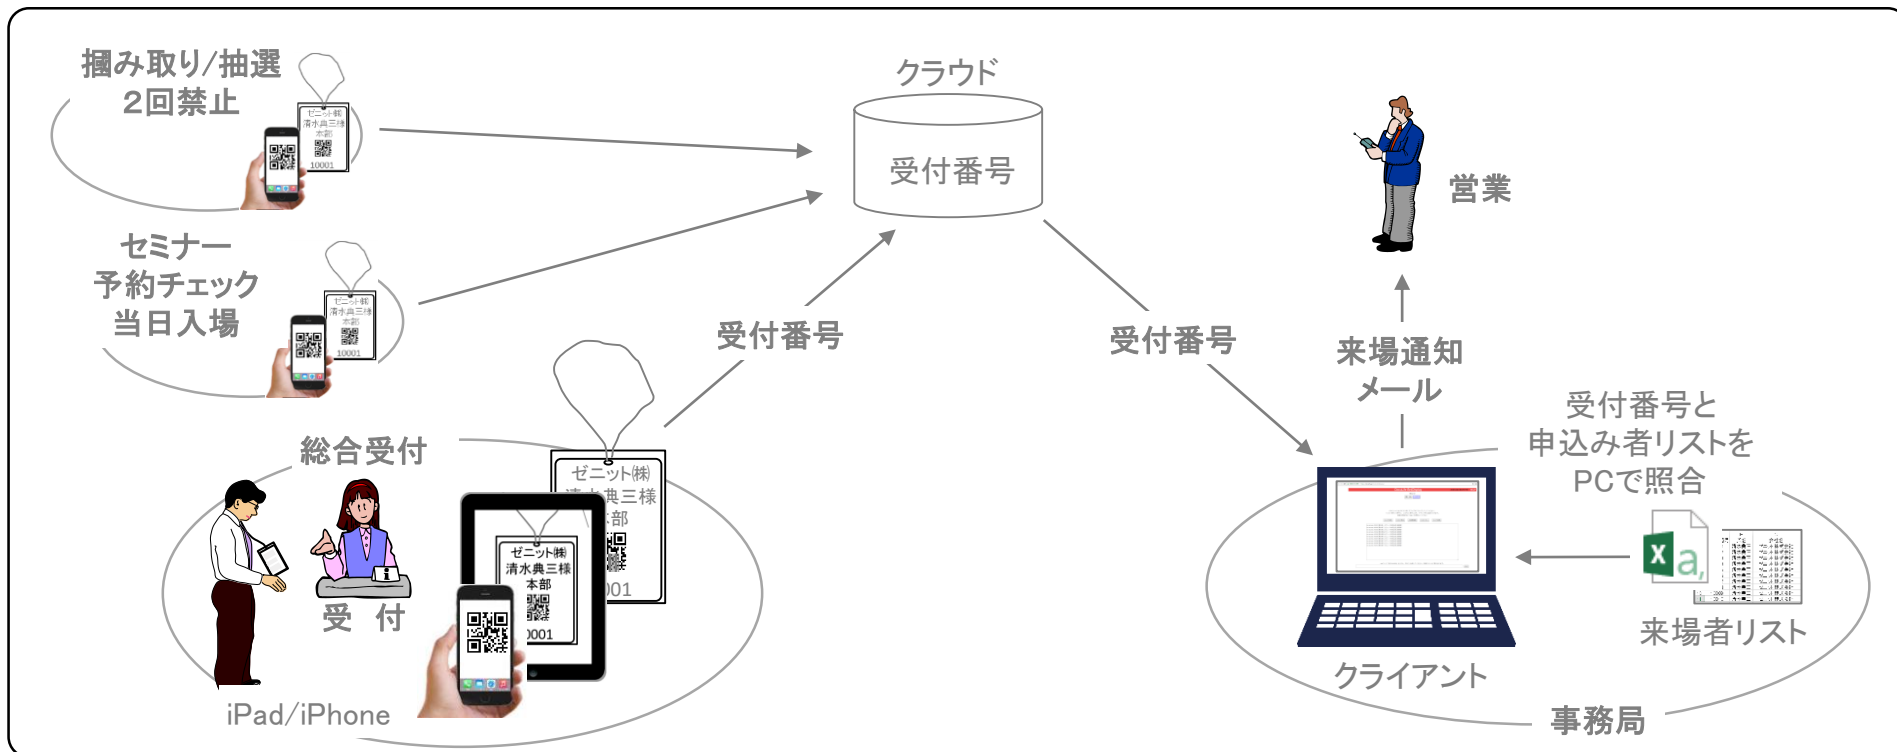 掴み取り/抽選
2回禁止
ゼニット㈱
清水典三様
本部
10001
セミナー
予約チェック
当日入場
ゼニット㈱
清水典三様
本部
10001
クラウド
受付番号
営業
受付番号
受付番号
来場通知
メール
総合受付
受 付
iPad/iPhone
ゼニット㈱
清水典三様
本部
ゼニット㈱
清水典三様
本部
受付番号と
申込み者リストを
PCで照合
X a,
来場者リスト
クライアント
事務局